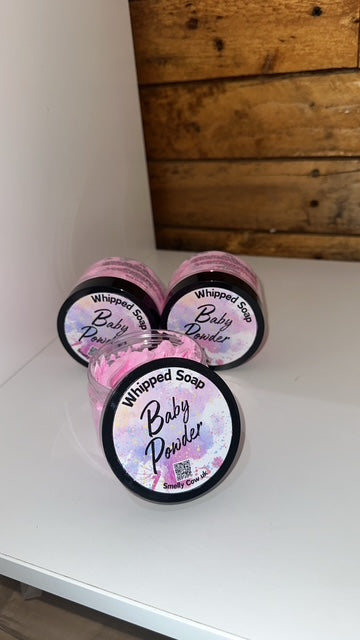 Whipped Soap
Baby
Powder
Whipped Soap
Baby
Powder
Whipped Soap
Baby
Powder
Smelly Cow uk